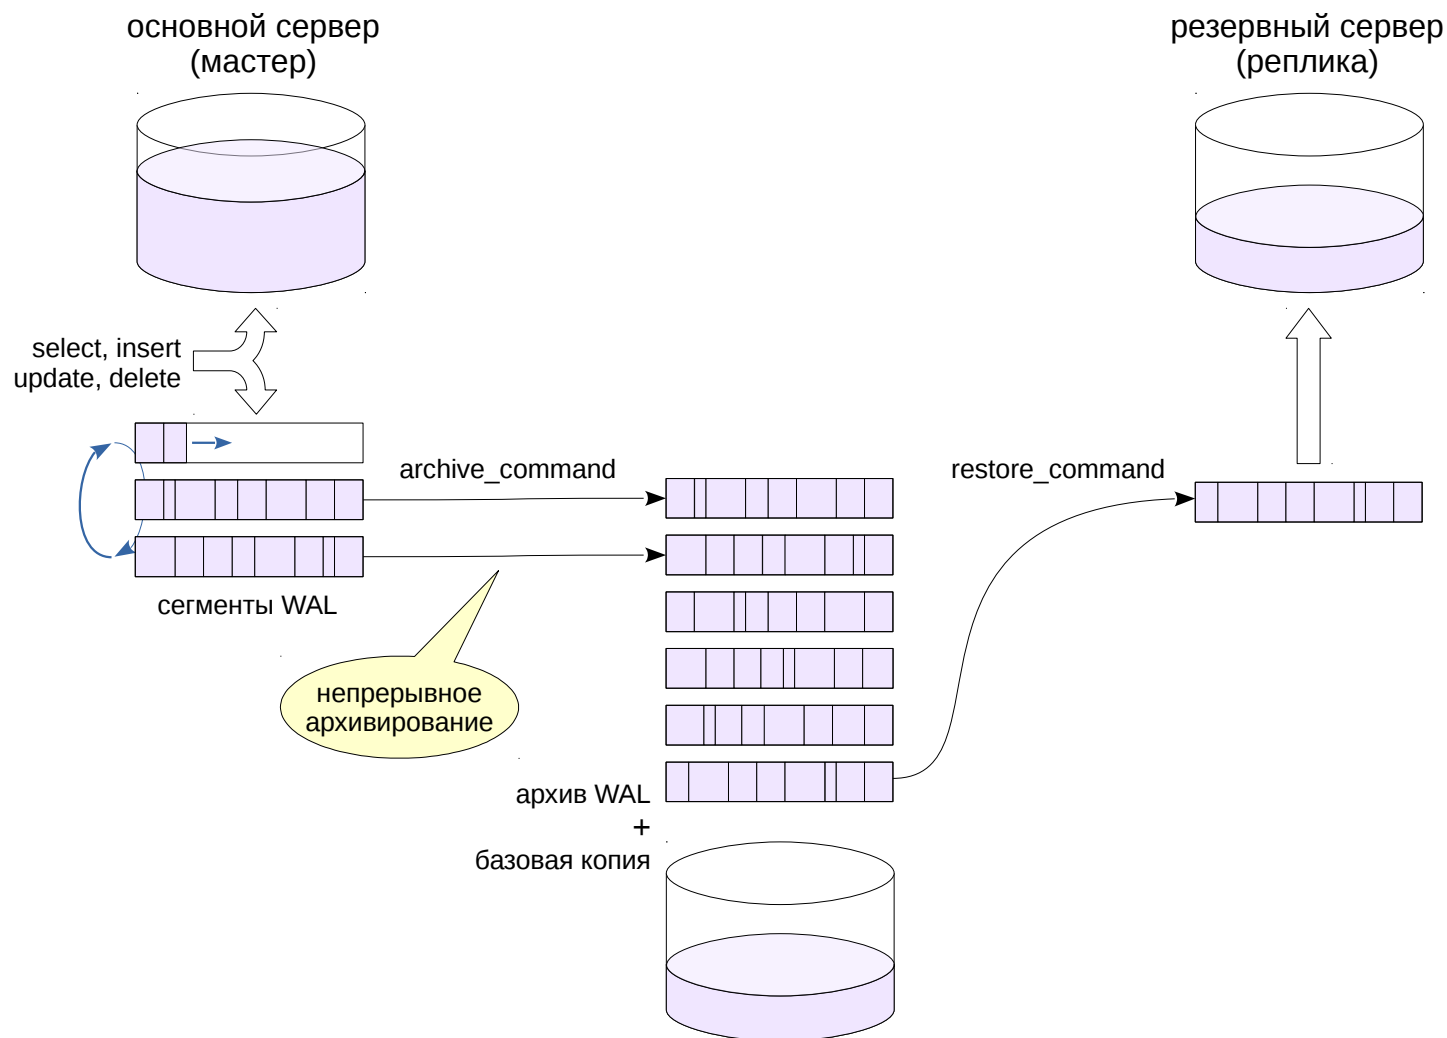 основной сервер
(мастер)
резервный сервер
(реплика)
select, insert
update, delete
archive_command
restore_command
сегменты WAL
непрерывное
архивирование
архив WAL
+
базовая копия